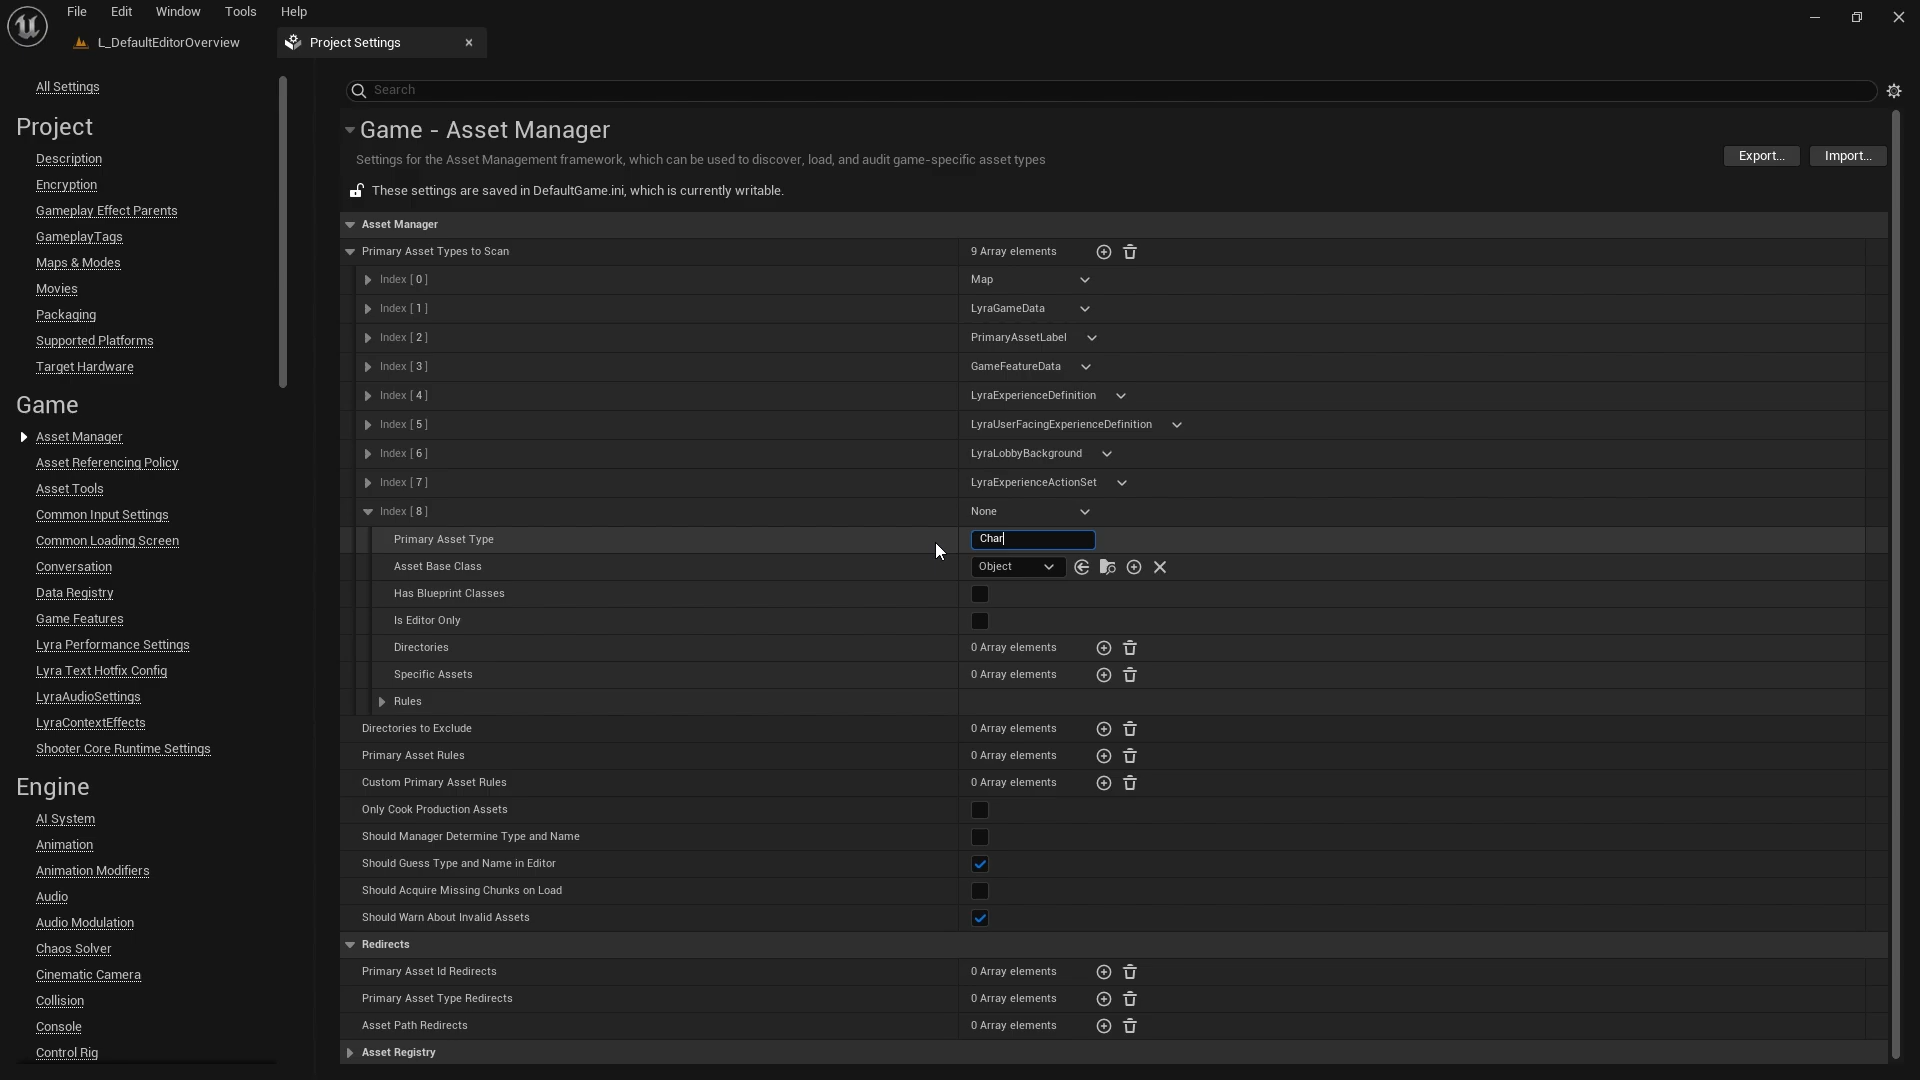 File Edit Window Tools Help
L_DefaultEditorOverview
Project Settings
All Settings
Project
Description
Encryption
Gameplay Effect Parents
GameplayTags
Maps & Modes
Movies
Packaging
Supported Platforms
Target Hardware
Game
Asset Manager
Asset Referencing Policy
Asset Tools
Common Input Settings
Common Loading Screen
Conversation
Data Registry
Game Features
Lyra Performance Settings
Lyra Text Hotfix Config
LyraAudioSettings
LyraContextEffects
Shooter Core Runtime Settings
Engine
AI System
Animation
Animation Modifiers
Audio
Audio Modulation
Chaos Solver
Cinematic Camera
Collision
Console
Control Rig
Search
Game - Asset Manager
Settings for the Asset Management framework, which can be used to discover, load, and audit game-specific asset types
Export... Import...
These settings are saved in DefaultGame.ini, which is currently writable.
Asset Manager
Primary Asset Types to Scan 9 Array elements
Index [ 0 ] Map
Index [ 1 ] LyraGameData
Index [ 2 ] PrimaryAssetLabel
Index [ 3 ] GameFeatureData
Index [ 4 ] LyraExperienceDefinition
Index [ 5 ] LyraUserFacingExperienceDefinition
Index [ 6 ] LyraLobbyBackground
Index [ 7 ] LyraExperienceActionSet
Index [ 8 ] None
Primary Asset Type Char
Asset Base Class Object
Has Blueprint Classes
Is Editor Only
Directories 0 Array elements
Specific Assets 0 Array elements
Rules
Directories to Exclude 0 Array elements
Primary Asset Rules 0 Array elements
Custom Primary Asset Rules 0 Array elements
Only Cook Production Assets
Should Manager Determine Type and Name
Should Guess Type and Name in Editor
Should Acquire Missing Chunks on Load
Should Warn About Invalid Assets
Redirects
Primary Asset Id Redirects 0 Array elements
Primary Asset Type Redirects 0 Array elements
Asset Path Redirects 0 Array elements
Asset Registry